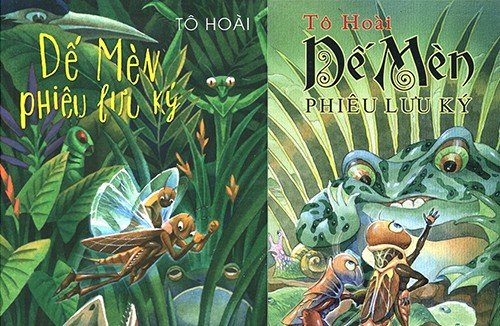 TÔ HOÀI
DẾ MÈN
phiêu lưu ký
Tô Hoài
Dế Mèn
PHIÊU LƯU KÝ